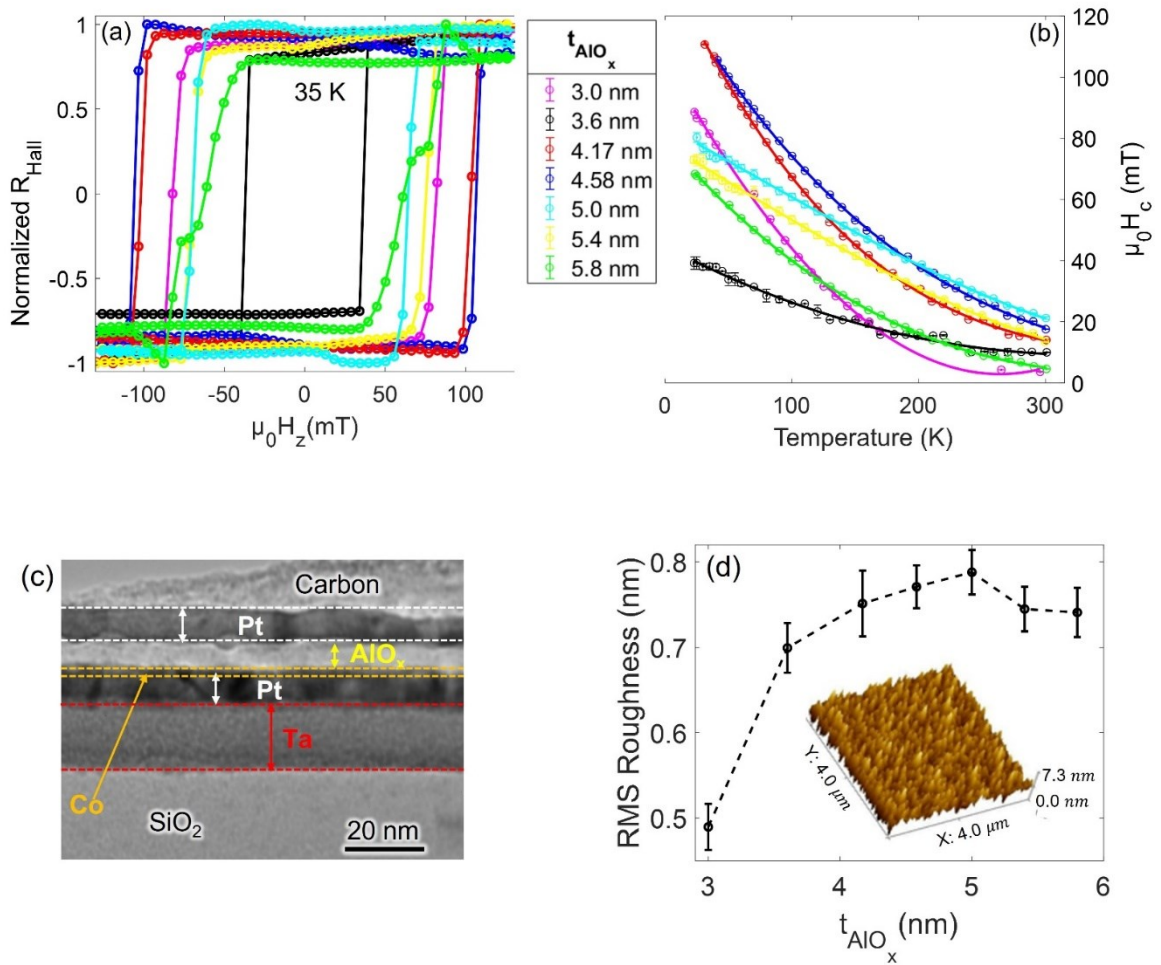 (a)
35 K
Normalized R_Hall
1
0.5
0
-0.5
-1
-100
-50
0
50
100
μ₀H_z(mT)
t_AlOₓ
3.0 nm
3.6 nm
4.17 nm
4.58 nm
5.0 nm
5.4 nm
5.8 nm
(b)
120
100
80
60
40
20
0
μ₀H_c (mT)
0
100
200
300
Temperature (K)
(c)
Carbon
Pt
AlOₓ
Pt
Ta
Co
SiO₂
20 nm
(d)
RMS Roughness (nm)
0.8
0.7
0.6
0.5
Y: 4.0 μm
X: 4.0 μm
7.3 nm
0.0 nm
3
4
5
6
t_AlOₓ (nm)